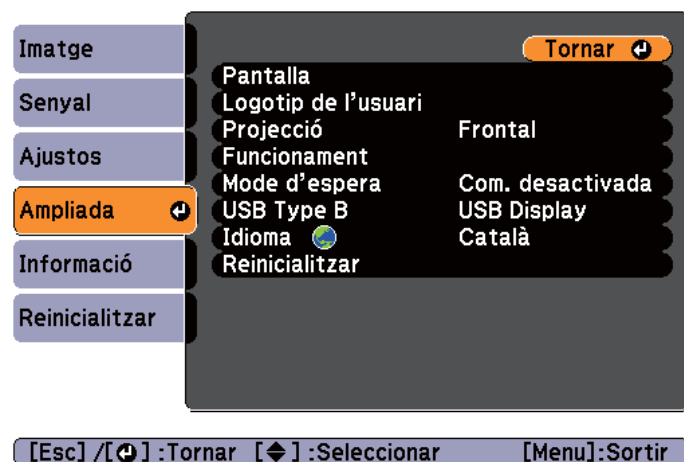 Imatge
Senyal
Ajustos
Ampliada
Informació
Reinicialitzar
Tornar
Pantalla
Logotip de l'usuari
Projecció Frontal
Funcionament
Mode d'espera Com. desactivada
USB Type B USB Display
Idioma Català
Reinicialitzar
[Esc] /[ ] :Tornar [ ] :Seleccionar [Menu]:Sortir